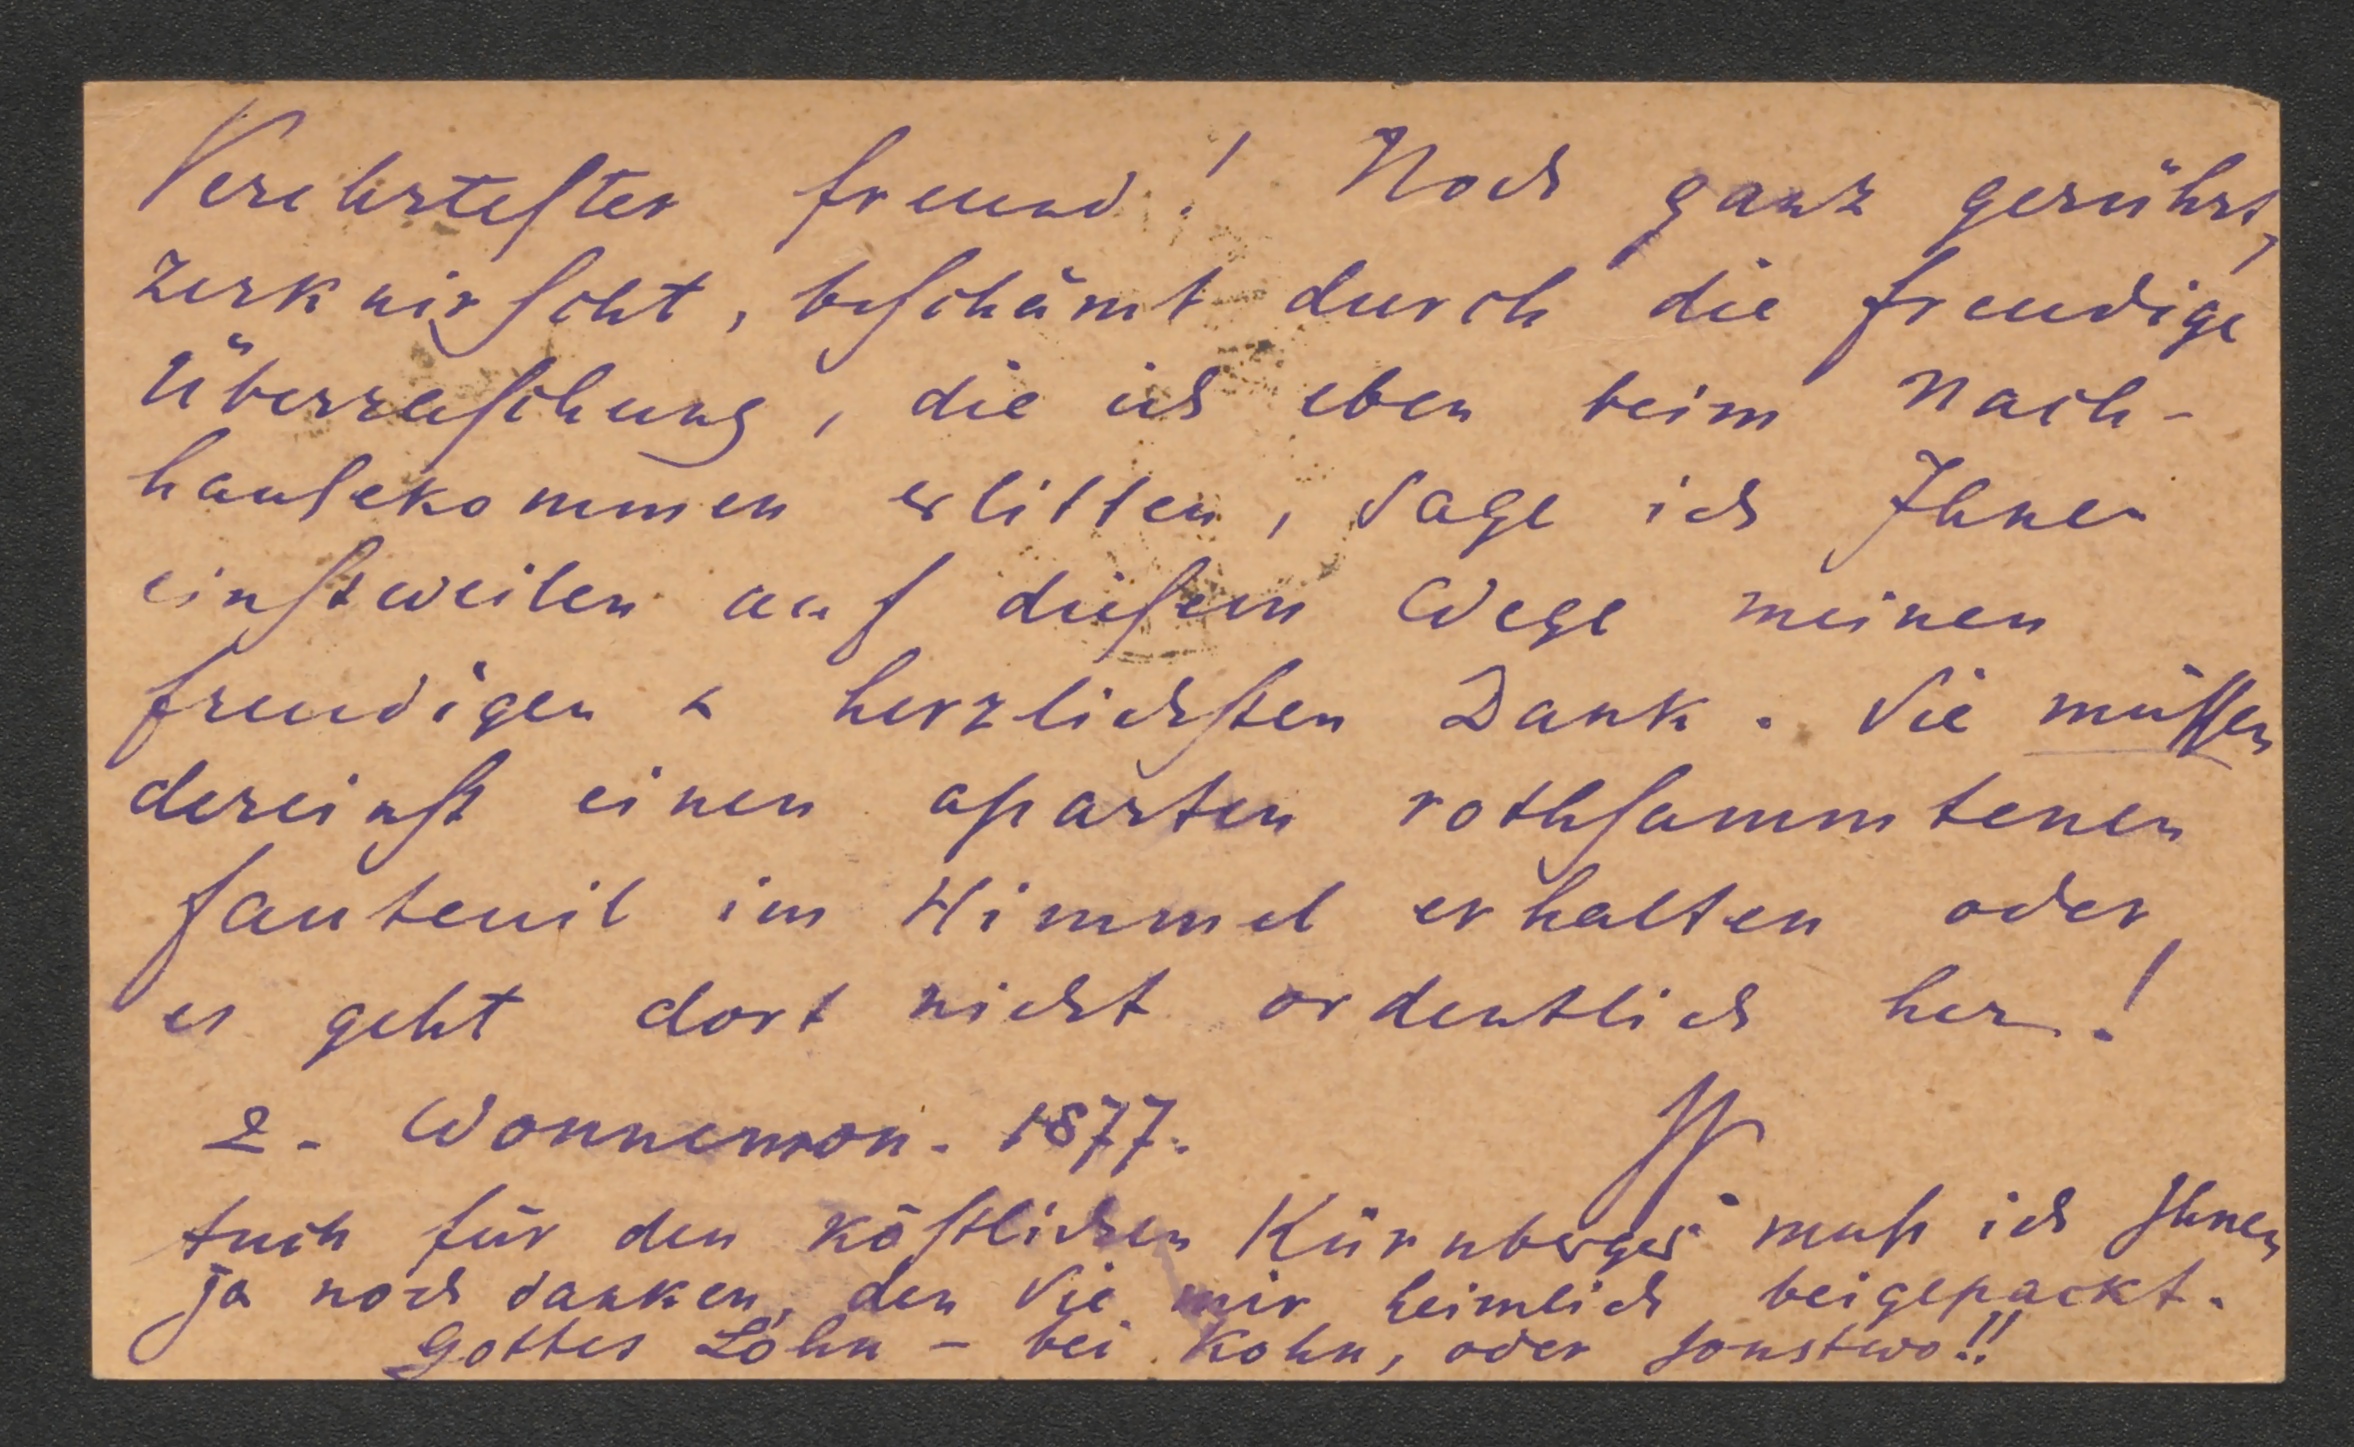 Verehrtester Freund! Noch ganz gerührt,
zerknirscht, beschämt durch die freudige
Überraschung, die ich eben beim Nach-
hausekommen erlitten, sage ich Ihnen
einstweilen auf diesem Wege meinen
freudigen & herzlichsten Dank. Sie müssen
dereinst einen aparten rothsammtenen
Fauteuil im Himmel erhalten oder
es geht dort nicht ordentlich her!
2. Wonnemon. 1877.
Auch für den köstlichen Kürnberger muß ich Ihnen
ja noch danken, den Sie mir heimlich beigepackt.
Gottes Lohn – bei Kohn, oder sonstwo!!